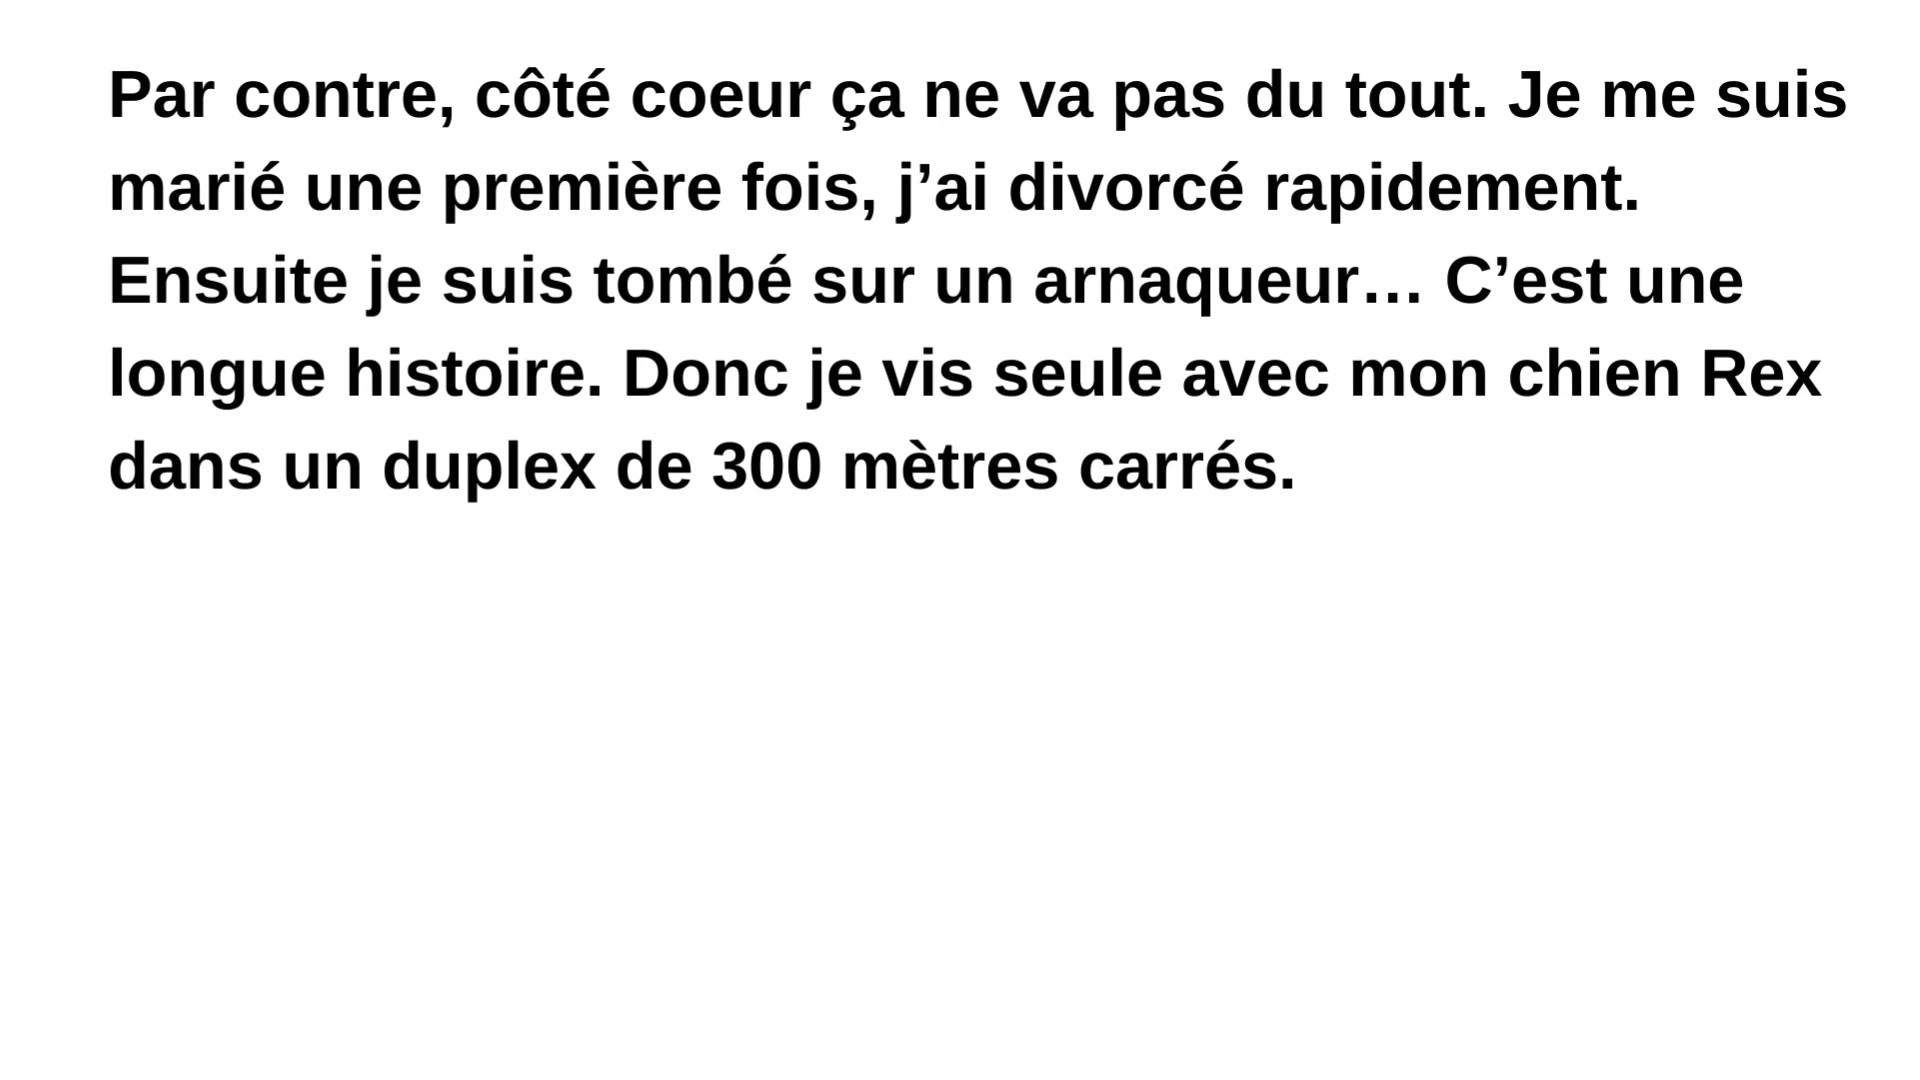 Par contre, côté coeur ça ne va pas du tout. Je me suis
marié une première fois, j’ai divorcé rapidement.
Ensuite je suis tombé sur un arnaqueur… C’est une
longue histoire. Donc je vis seule avec mon chien Rex
dans un duplex de 300 mètres carrés.